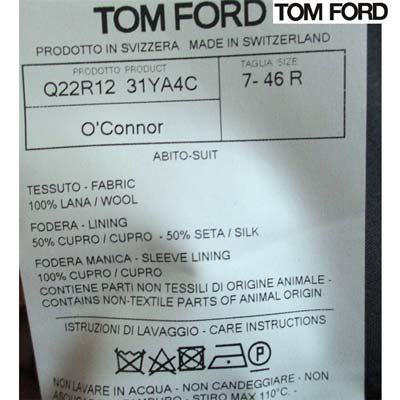 TOM FORD
TOM FORD
PRODOTTO IN SVIZZERA MADE IN SWITZERLAND
PRODOTTO PRODUCT
TAGLIA SIZE
Q22R12 31YA4C
7- 46 R
O'Connor
ABITO-SUIT
TESSUTO - FABRIC
100% LANA / WOOL
FODERA - LINING
50% CUPRO / CUPRO - 50% SETA / SILK
FODERA MANICA - SLEEVE LINING
100% CUPRO / CUPRO
CONTIENE PARTI NON TESSILI DI ORIGINE ANIMALE -
CONTAINS NON-TEXTILE PARTS OF ANIMAL ORIGIN
ISTRUZIONI DI LAVAGGIO - CARE INSTRUCTIONS
P
NON LAVARE IN ACQUA - NON CANDEGGIARE - NON
STIRO MAX 110°C.